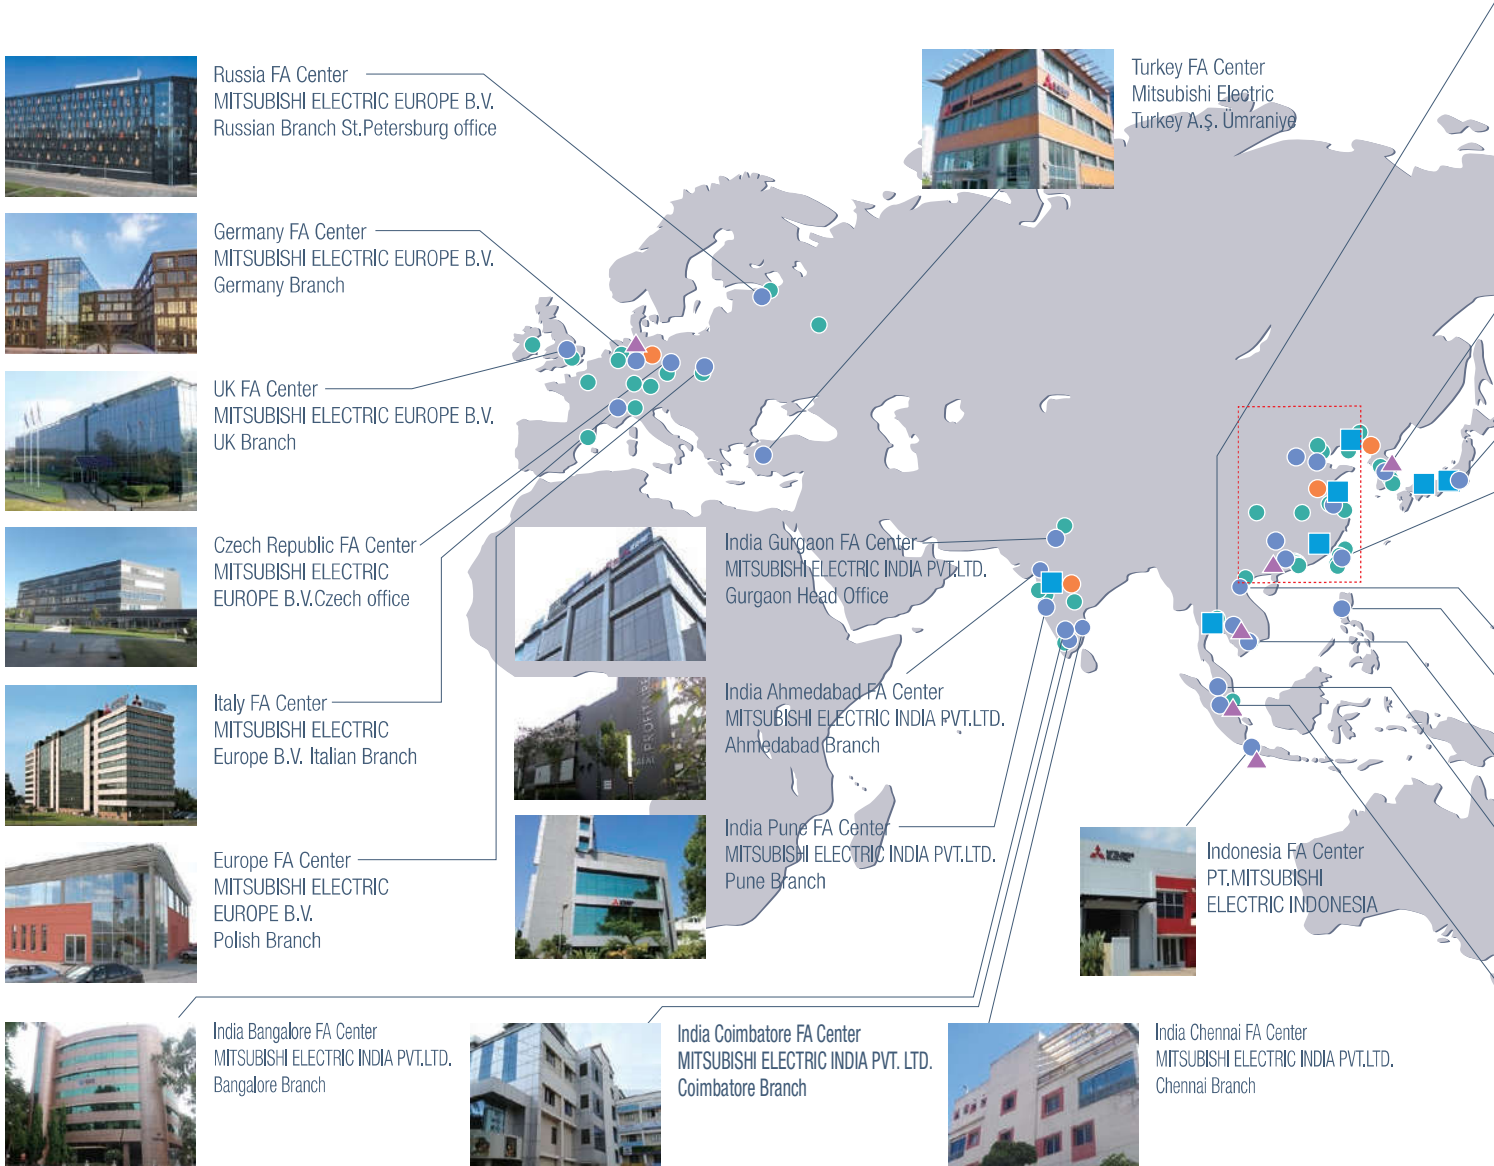 Russia FA Center
MITSUBISHI ELECTRIC EUROPE B.V.
Russian Branch St.Petersburg office
Germany FA Center
MITSUBISHI ELECTRIC EUROPE B.V.
Germany Branch
UK FA Center
MITSUBISHI ELECTRIC EUROPE B.V.
UK Branch
Czech Republic FA Center
MITSUBISHI ELECTRIC
EUROPE B.V.Czech office
Italy FA Center
MITSUBISHI ELECTRIC
Europe B.V. Italian Branch
Europe FA Center
MITSUBISHI ELECTRIC
EUROPE B.V.
Polish Branch
Turkey FA Center
Mitsubishi Electric
Turkey A.Ş. Ümraniye
India Gurgaon FA Center
MITSUBISHI ELECTRIC INDIA PVT.LTD.
Gurgaon Head Office
India Ahmedabad FA Center
MITSUBISHI ELECTRIC INDIA PVT.LTD.
Ahmedabad Branch
India Pune FA Center
MITSUBISHI ELECTRIC INDIA PVT.LTD.
Pune Branch
Indonesia FA Center
PT.MITSUBISHI
ELECTRIC INDONESIA
India Bangalore FA Center
MITSUBISHI ELECTRIC INDIA PVT.LTD.
Bangalore Branch
India Coimbatore FA Center
MITSUBISHI ELECTRIC INDIA PVT. LTD.
Coimbatore Branch
India Chennai FA Center
MITSUBISHI ELECTRIC INDIA PVT.LTD.
Chennai Branch